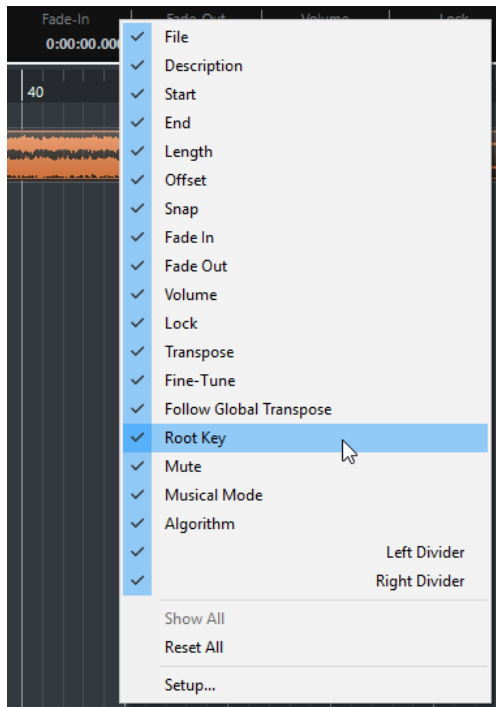 Fade-In Fade-Out Volume Lock
0:00:00.000
40
File
Description
Start
End
Length
Offset
Snap
Fade In
Fade Out
Volume
Lock
Transpose
Fine-Tune
Follow Global Transpose
Root Key
Mute
Musical Mode
Algorithm
Left Divider
Right Divider
Show All
Reset All
Setup...